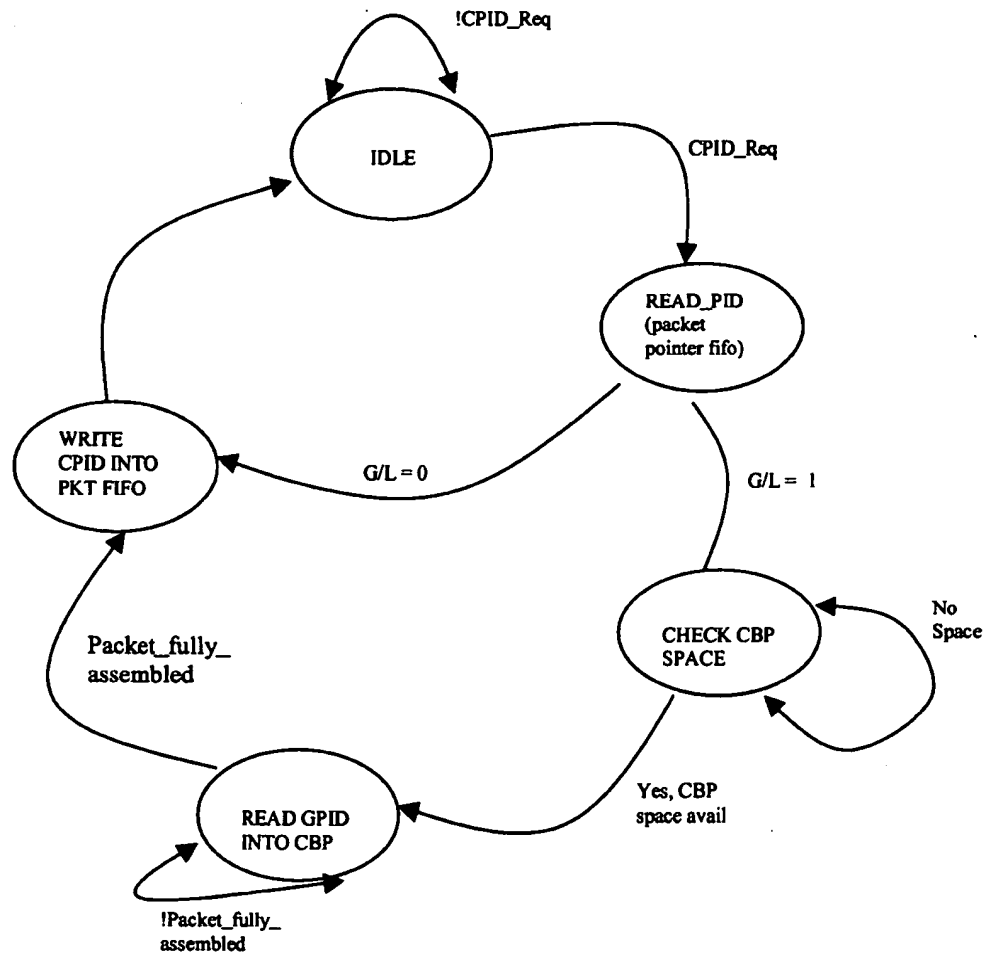 !CPID_Req
IDLE
CPID_Req
READ_PID
(packet
pointer fifo)
WRITE
CPID INTO
PKT FIFO
G/L = 0
G/L = 1
No
Space
CHECK CBP
SPACE
Packet_fully_
assembled
Yes, CBP
space avail
READ GPID
INTO CBP
!Packet_fully_
assembled